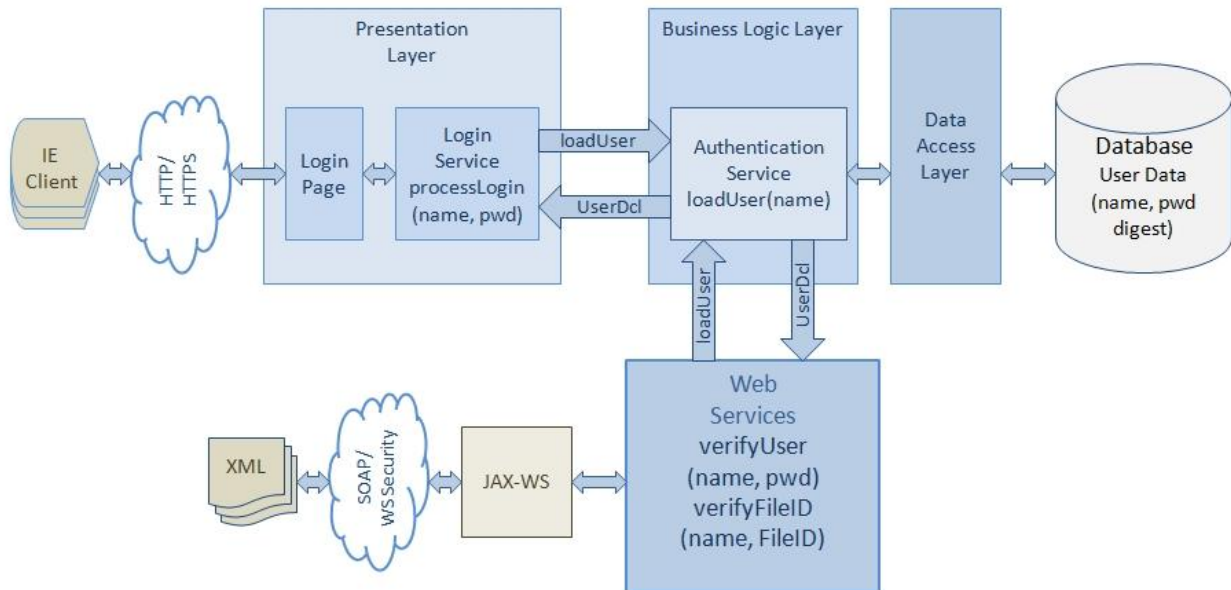 Presentation
Layer
Business Logic Layer
IE
Client
HTTP/
HTTPS
Login
Page
Login
Service
processLogin
(name, pwd)
loadUser
UserDcl
Authentication
Service
loadUser(name)
Data
Access
Layer
Database
User Data
(name, pwd
digest)
loadUser
UserDcl
XML
SOAP/
WS Security
JAX-WS
Web
Services
verifyUser
(name, pwd)
verifyFileID
(name, FileID)